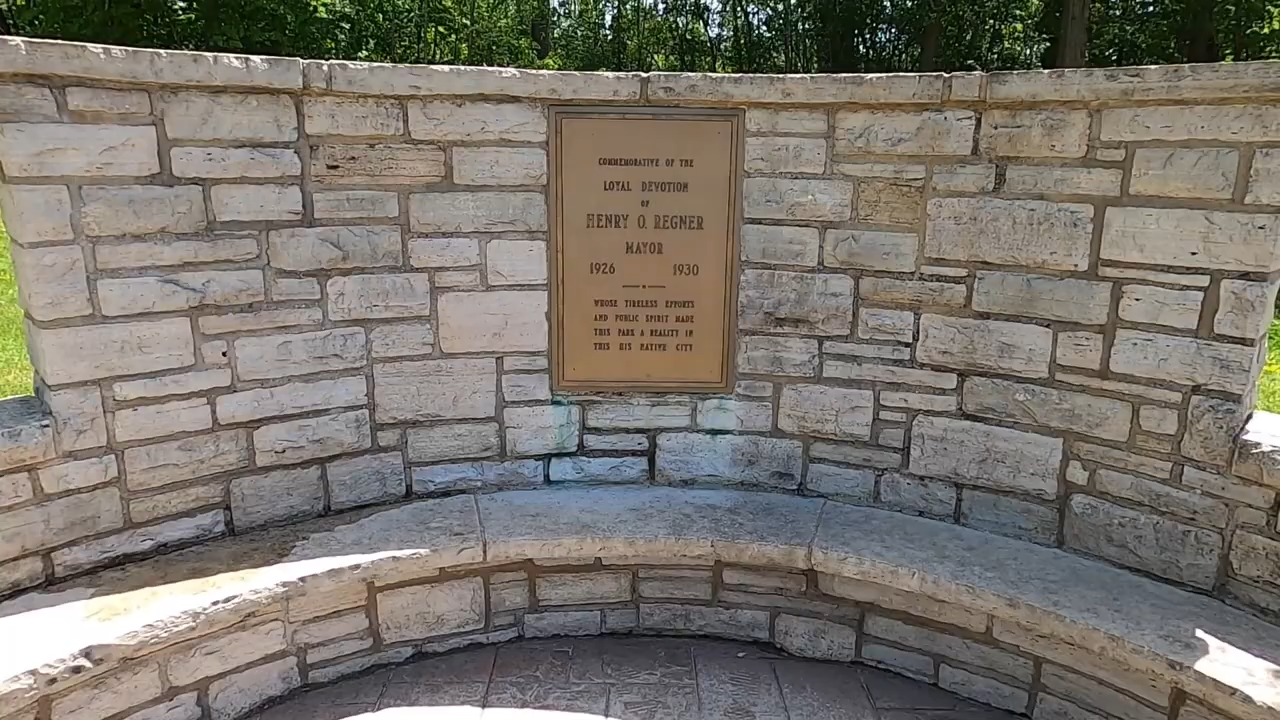 COMMEMORATIVE OF THE
LOYAL DEVOTION
OF
HENRY O. REGNER
MAYOR
1926 1930
WHOSE TIRELESS EFFORTS
AND PUBLIC SPIRIT MADE
THIS PARK A REALITY IN
THIS HIS NATIVE CITY